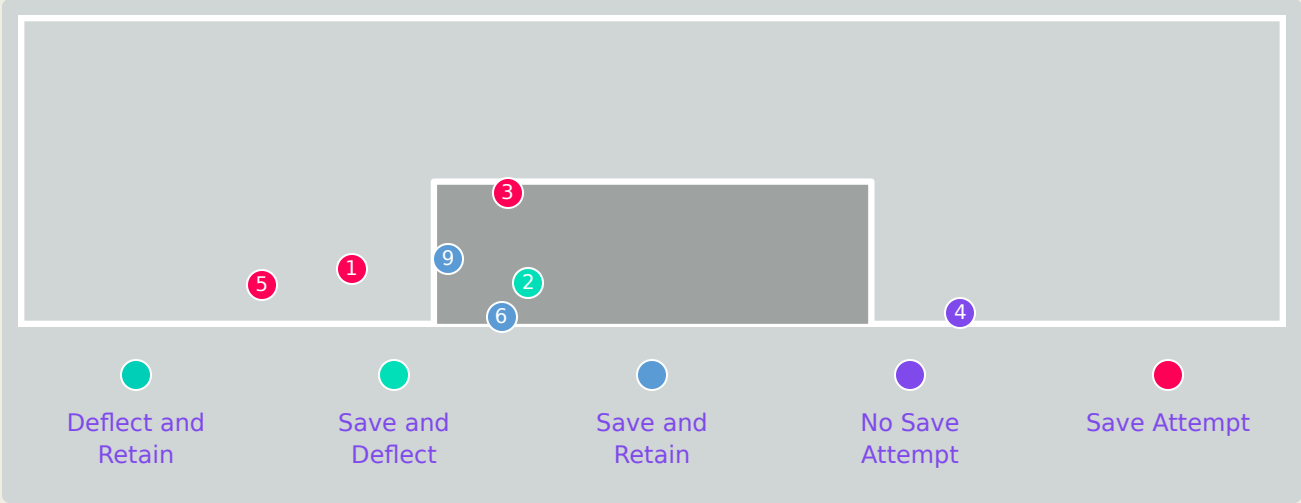 3
9
1
2
5
6
4
Deflect and
Retain
Save and
Deflect
Save and
Retain
No Save
Attempt
Save Attempt